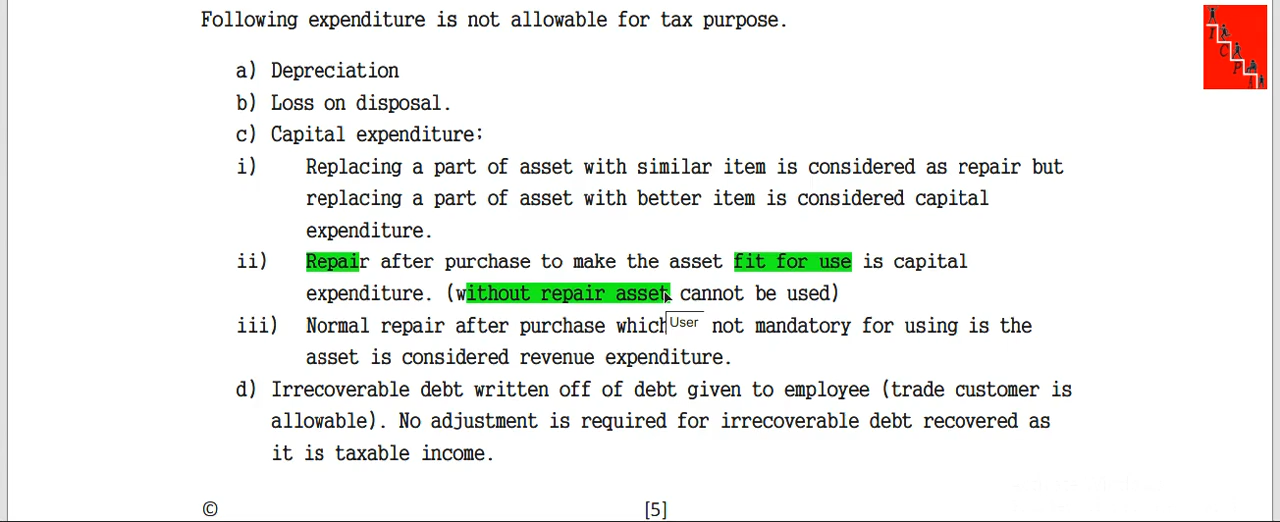 Following expenditure is not allowable for tax purpose.
a) Depreciation
b) Loss on disposal.
c) Capital expenditure;
i) Replacing a part of asset with similar item is considered as repair but
replacing a part of asset with better item is considered capital
expenditure.
ii) Repair after purchase to make the asset fit for use is capital
expenditure. (without repair asset cannot be used)
iii) Normal repair after purchase which not mandatory for using is the
User
asset is considered revenue expenditure.
d) Irrecoverable debt written off of debt given to employee (trade customer is
allowable). No adjustment is required for irrecoverable debt recovered as
it is taxable income.
© [5]